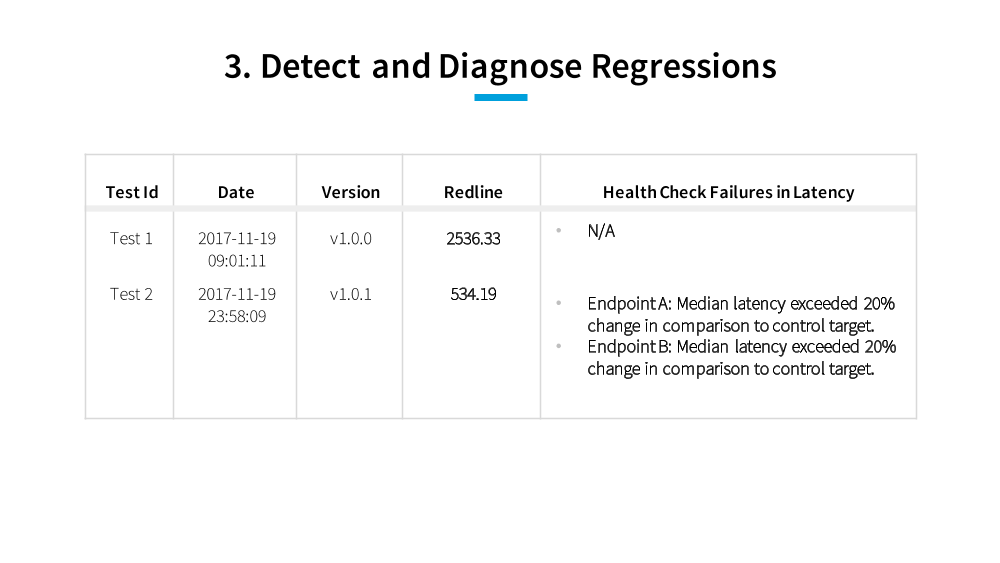 3. Detect and Diagnose Regressions
Test Id Date Version Redline Health Check Failures in Latency
Test 1 2017-11-19 09:01:11 v1.0.0 2536.33 • N/A
Test 2 2017-11-19 23:58:09 v1.0.1 534.19
• Endpoint A: Median latency exceeded 20%
change in comparison to control target.
• Endpoint B: Median latency exceeded 20%
change in comparison to control target.